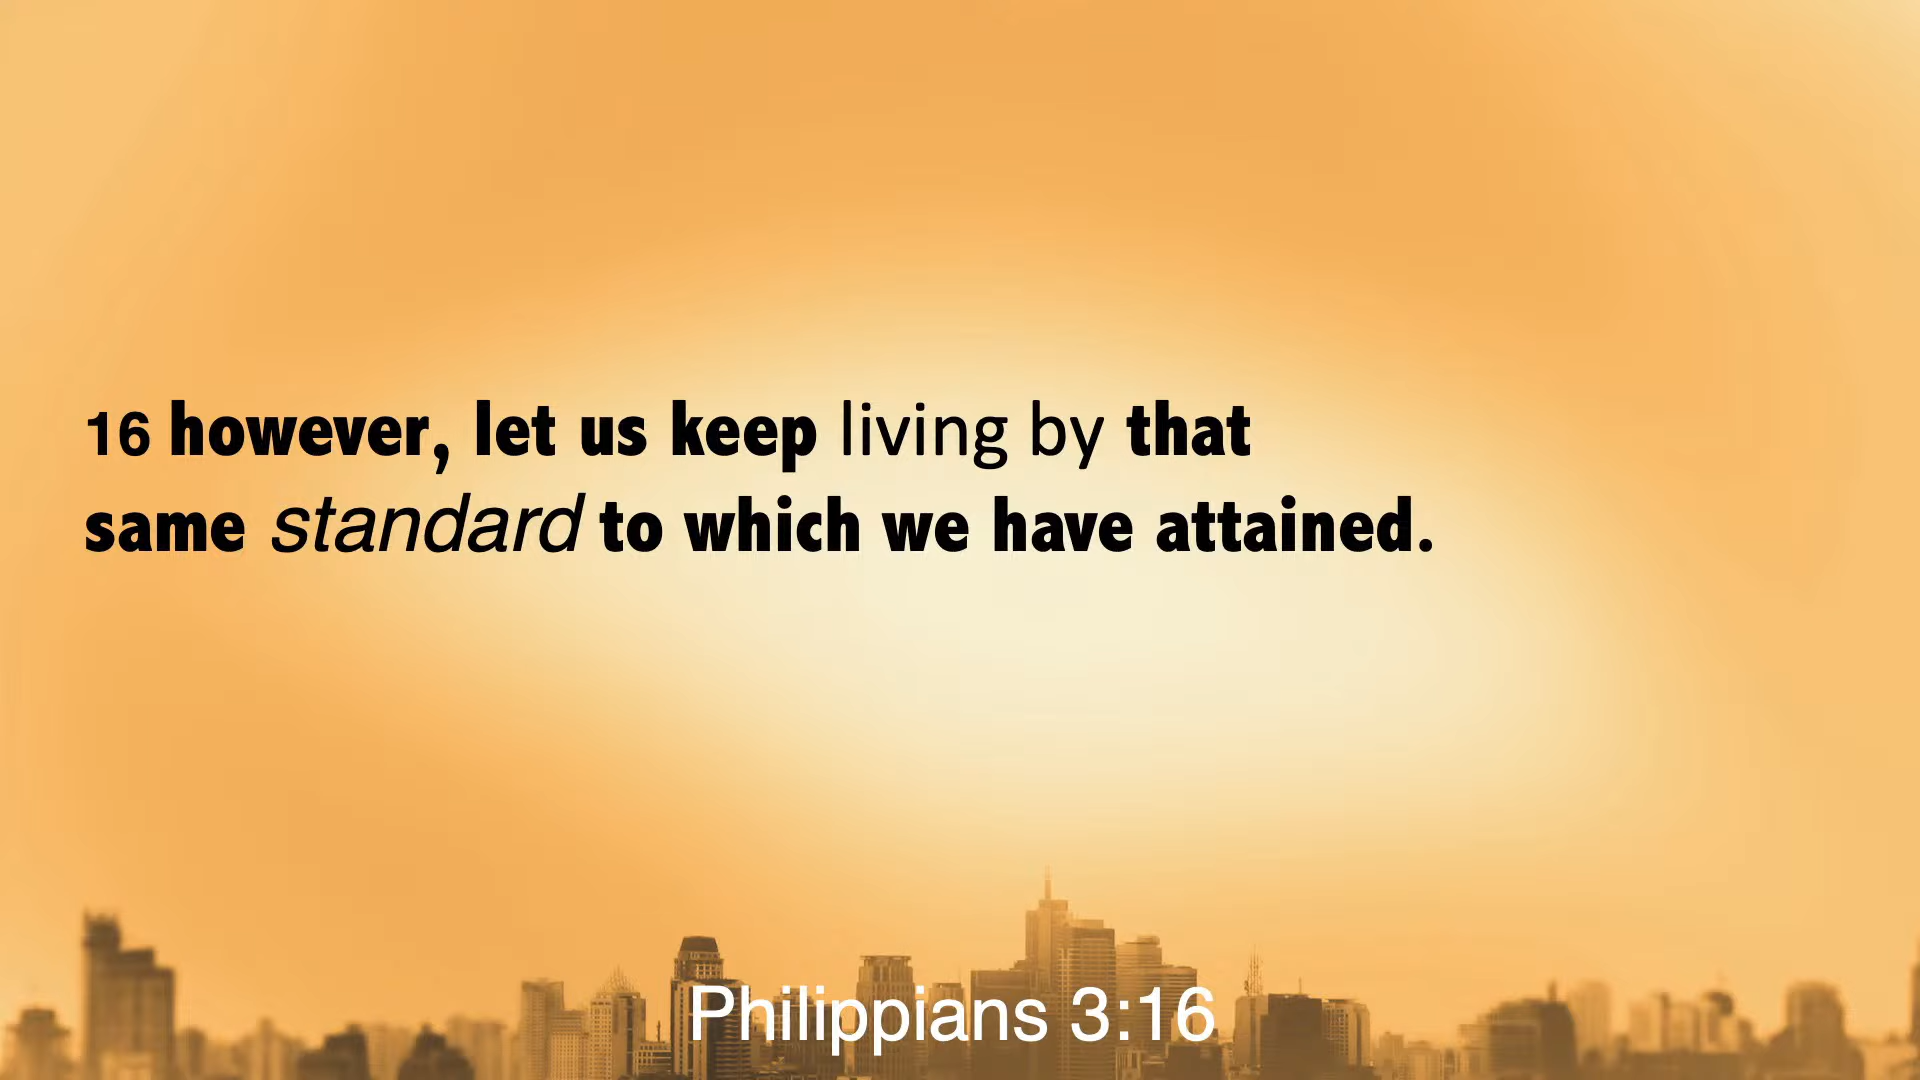 16 however, let us keep living by that
same standard to which we have attained.
Philippians 3:16